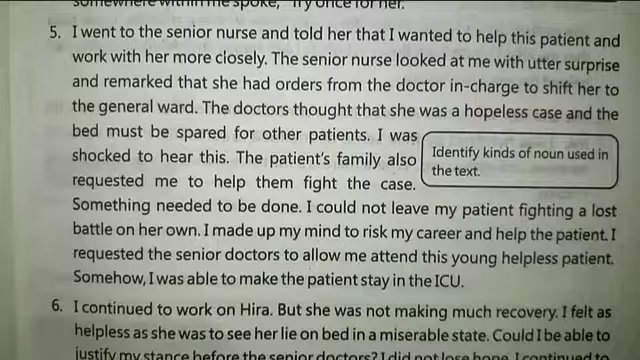 somewhere within me spoke, "Try once for her."
5. I went to the senior nurse and told her that I wanted to help this patient and
work with her more closely. The senior nurse looked at me with utter surprise
and remarked that she had orders from the doctor in-charge to shift her to
the general ward. The doctors thought that she was a hopeless case and the
bed must be spared for other patients. I was
shocked to hear this. The patient's family also
requested me to help them fight the case.
Identify kinds of noun used in
the text.
Something needed to be done. I could not leave my patient fighting a lost
battle on her own. I made up my mind to risk my career and help the patient. I
requested the senior doctors to allow me attend this young helpless patient.
Somehow, I was able to make the patient stay in the ICU.
6. I continued to work on Hira. But she was not making much recovery. I felt as
helpless as she was to see her lie on bed in a miserable state. Could I be able to
justify my stance before the senior doctors? I did not lose hope. I continued to